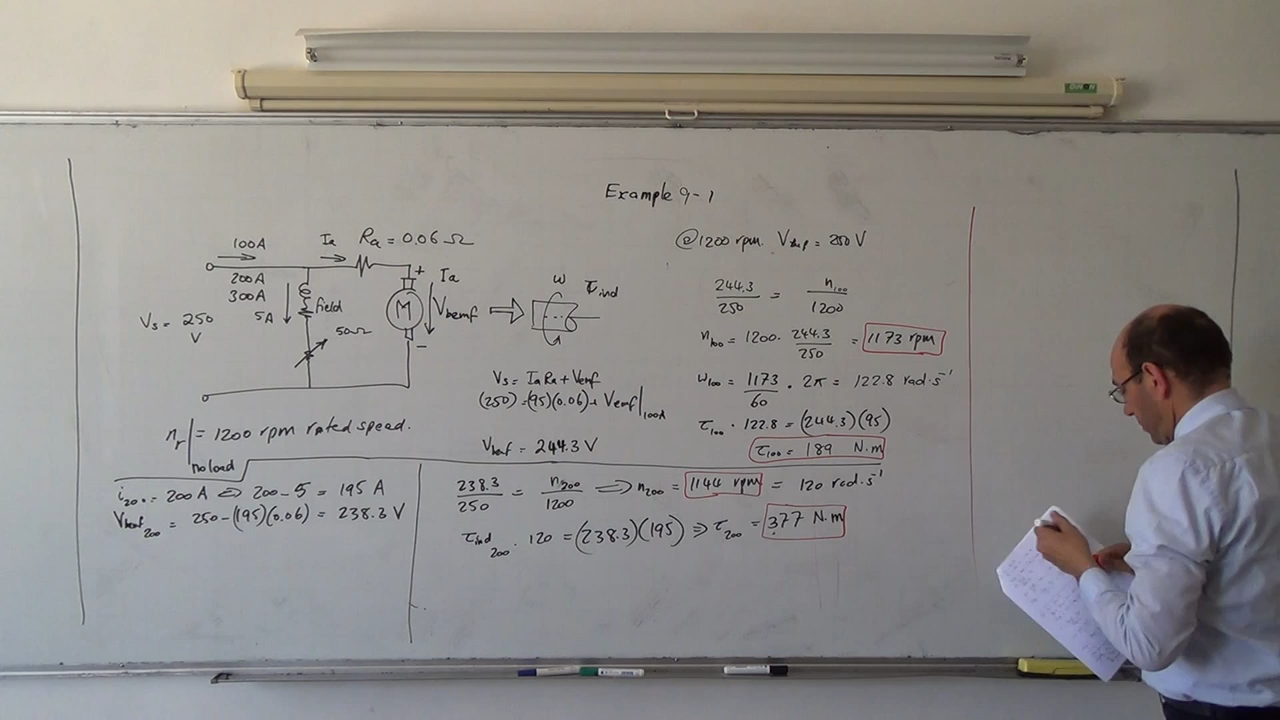 Example 9-1
100A
Ia Ra = 0.06 Ω
200A
300A
5A
field
50Ω
Vs = 250
V
+
M
-
Ia
Vbemf
ω
τind
nr| = 1200 rpm rated speed.
no load
Vs = IaRa + Vemf
(250) = (95)(0.06) + Vemf|100A
Vbemf = 244.3 V
@1200 rpm. Vsup = 250 V
244.3/250 = n100/1200
n100 = 1200. 244.3/250 = 1173 rpm
ω100 = 1173/60 . 2π = 122.8 rad.s⁻¹
τ100 . 122.8 = (244.3)(95)
τ100 = 189 N.m
i200 = 200 A ⇔ 200-5 = 195 A
Vbemf200 = 250-(195)(0.06) = 238.3 V
238.3/250 = n200/1200 ⇒ n200 = 1144 rpm = 120 rad.s⁻¹
τind200 . 120 = (238.3)(195) ⇒ τ200 = 377 N.m